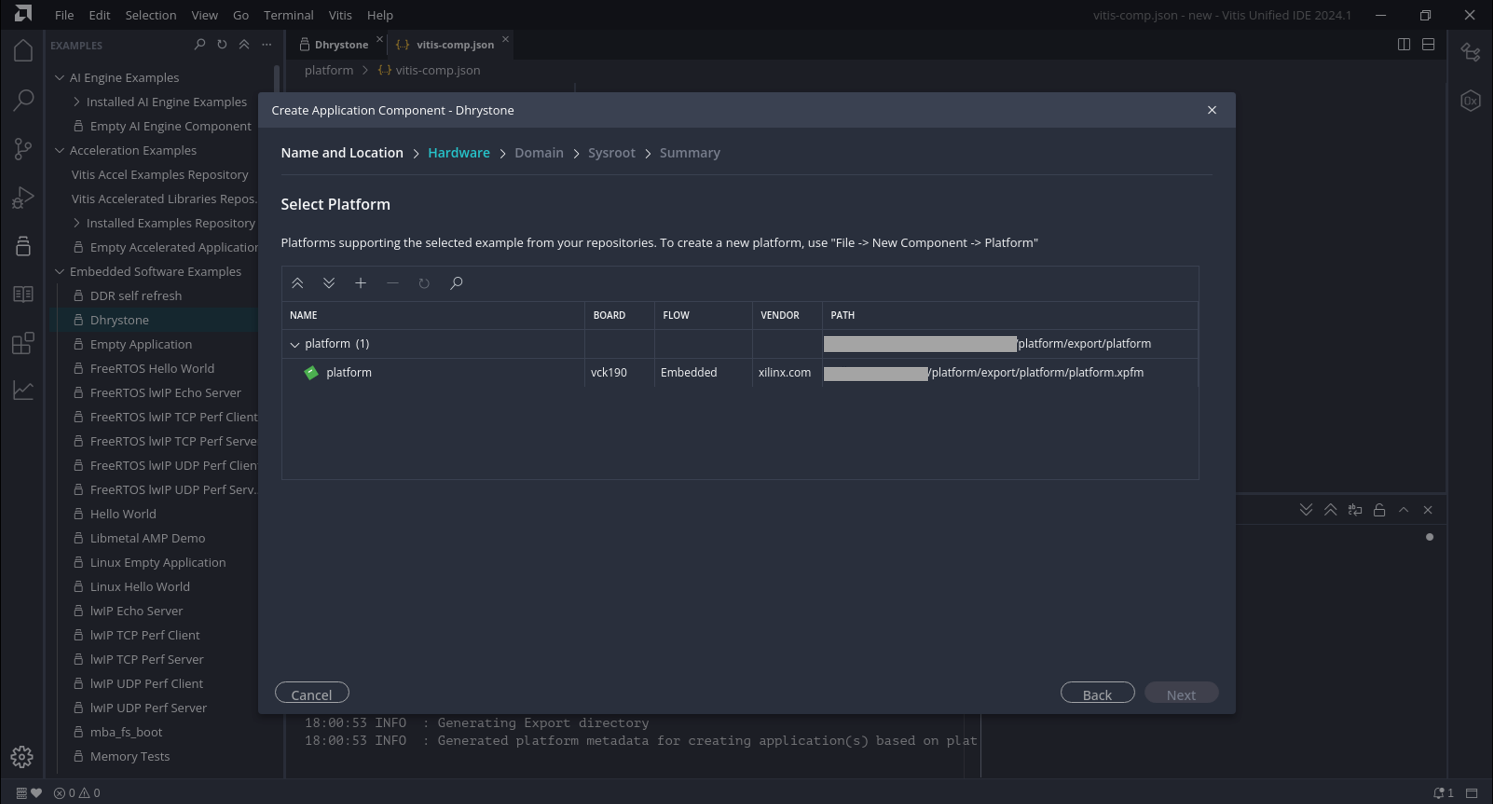 File Edit Selection View Go Terminal Vitis Help
vitis-comp.json - new - Vitis Unified IDE 2024.1
EXAMPLES
AI Engine Examples
Installed AI Engine Examples
Empty AI Engine Component
Acceleration Examples
Vitis Accel Examples Repository
Vitis Accelerated Libraries Repos.
Installed Examples Repository
Empty Accelerated Application
Embedded Software Examples
DDR self refresh
Dhrystone
Empty Application
FreeRTOS Hello World
FreeRTOS lwIP Echo Server
FreeRTOS lwIP TCP Perf Client
FreeRTOS lwIP TCP Perf Serve
FreeRTOS lwIP UDP Perf Clien
FreeRTOS lwIP UDP Perf Serv..
Hello World
Libmetal AMP Demo
Linux Empty Application
Linux Hello World
lwIP Echo Server
lwIP TCP Perf Client
lwIP TCP Perf Server
lwIP UDP Perf Client
lwIP UDP Perf Server
mba_fs_boot
Memory Tests
Dhrystone
vitis-comp.json
platform > {..} vitis-comp.json
Create Application Component - Dhrystone
Name and Location > Hardware > Domain > Sysroot > Summary
Select Platform
Platforms supporting the selected example from your repositories. To create a new platform, use "File -> New Component -> Platform"
NAME BOARD FLOW VENDOR PATH
platform (1) /platform/export/platform
platform vck190 Embedded xilinx.com /platform/export/platform/platform.xpfm
Cancel
Back
Next
18:00:53 INFO : Generating Export directory
18:00:53 INFO : Generated platform metadata for creating application(s) based on plat
0 0
1